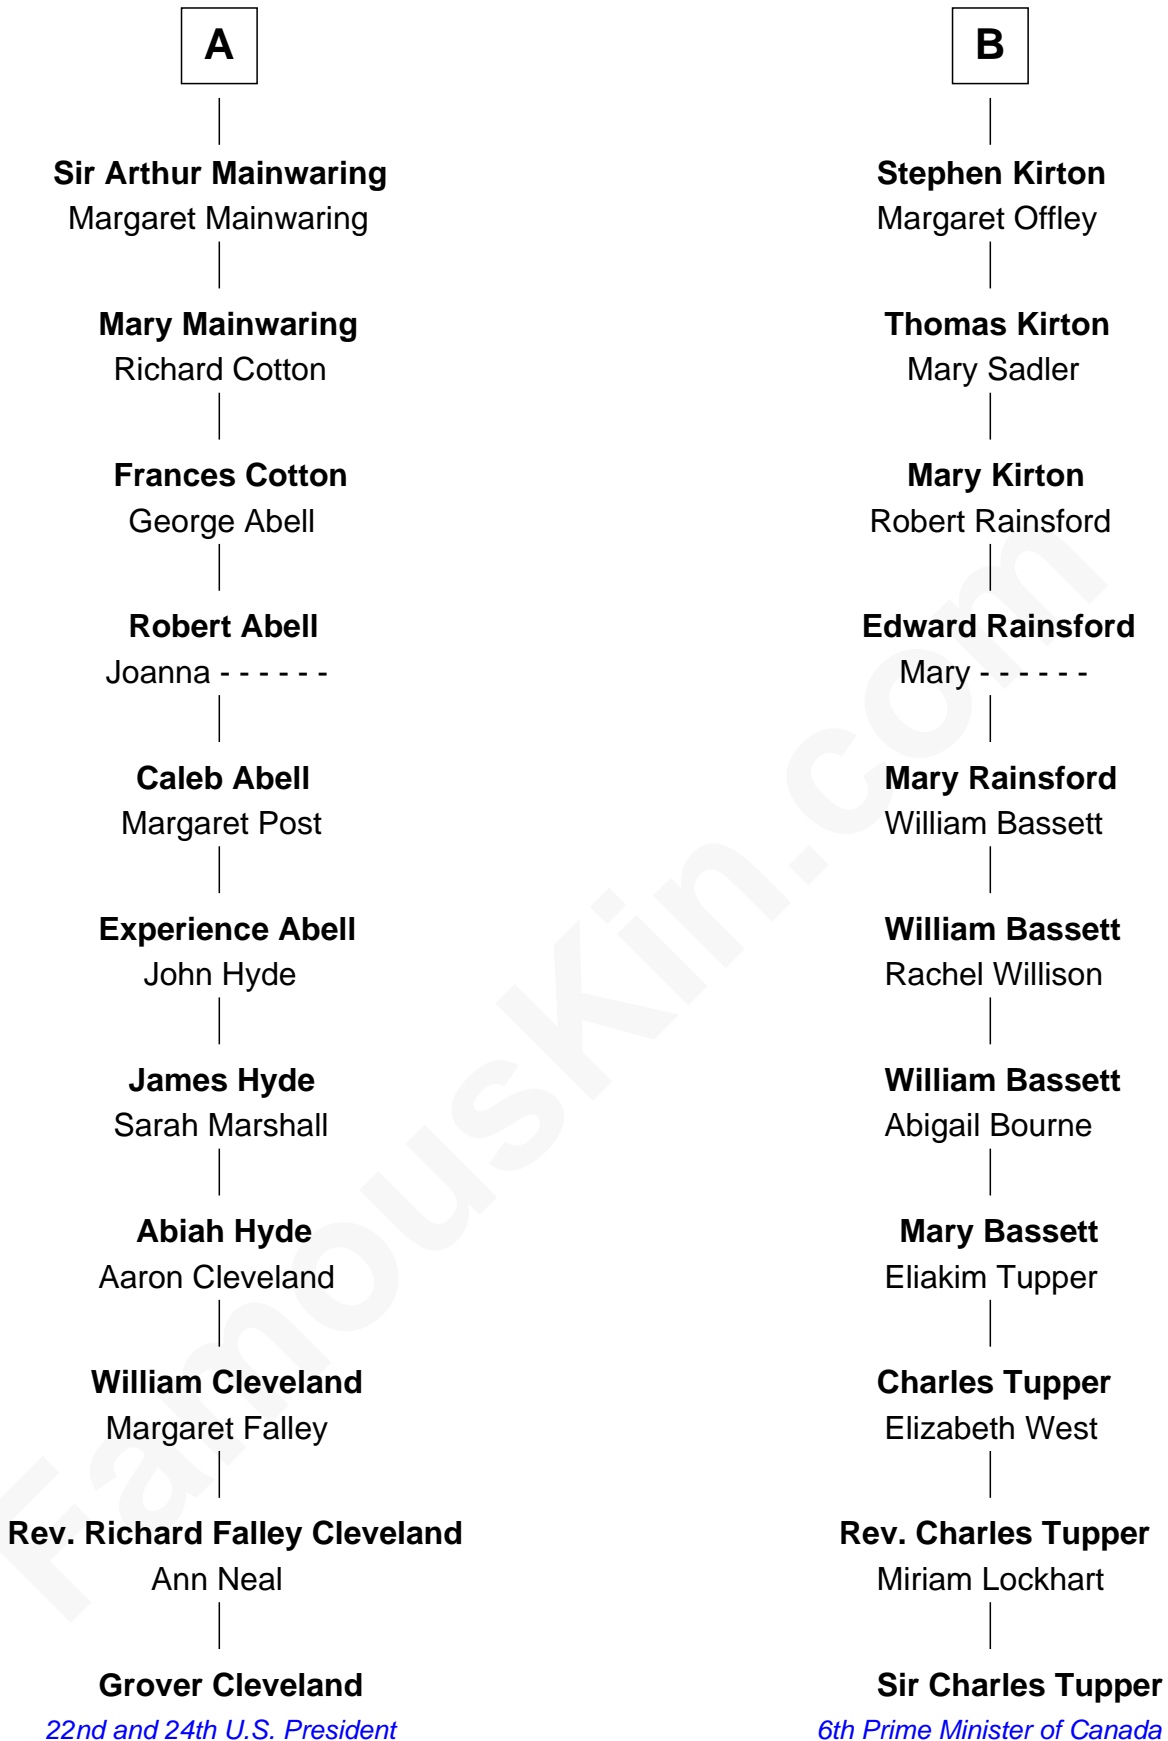 A
Sir Arthur Mainwaring
Margaret Mainwaring
Mary Mainwaring
Richard Cotton
Frances Cotton
George Abell
Robert Abell
Joanna - - - - - -
Caleb Abell
Margaret Post
Experience Abell
John Hyde
James Hyde
Sarah Marshall
Abiah Hyde
Aaron Cleveland
William Cleveland
Margaret Falley
Rev. Richard Falley Cleveland
Ann Neal
Grover Cleveland
22nd and 24th U.S. President
B
Stephen Kirton
Margaret Offley
Thomas Kirton
Mary Sadler
Mary Kirton
Robert Rainsford
Edward Rainsford
Mary - - - - - -
Mary Rainsford
William Bassett
William Bassett
Rachel Willison
William Bassett
Abigail Bourne
Mary Bassett
Eliakim Tupper
Charles Tupper
Elizabeth West
Rev. Charles Tupper
Miriam Lockhart
Sir Charles Tupper
6th Prime Minister of Canada
FamousKin.com